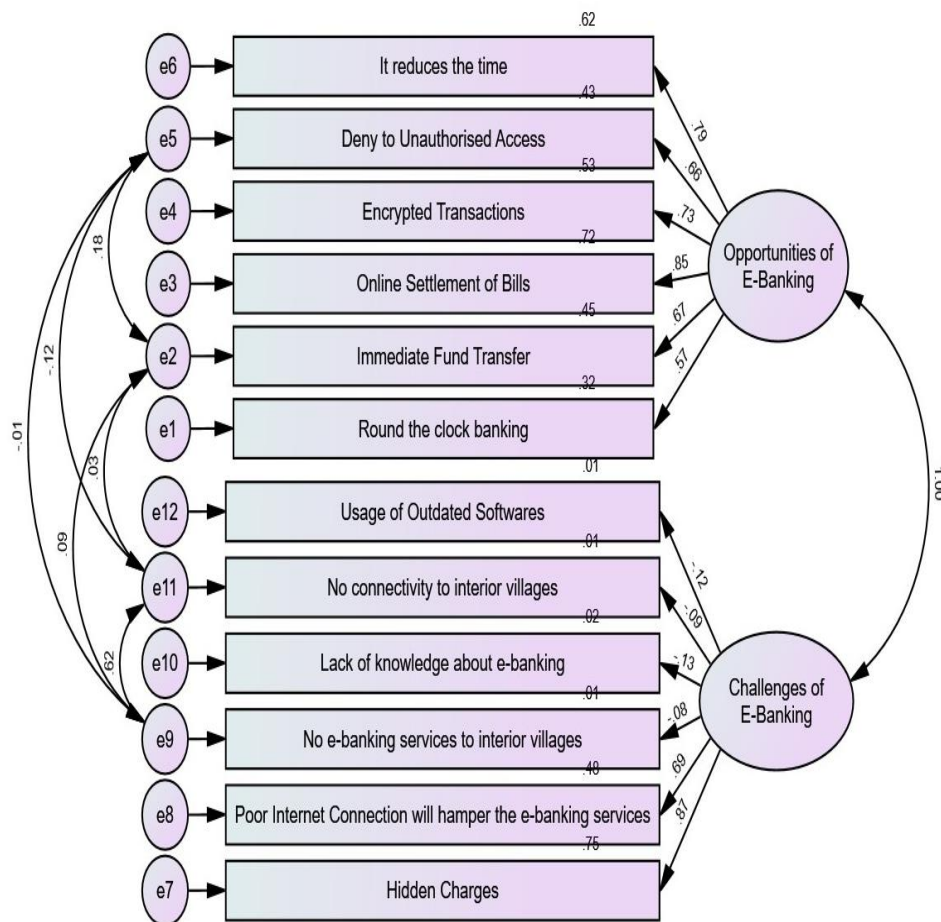 .62
e6
It reduces the time
.79
.43
e5
Deny to Unauthorised Access
.66
.53
e4
Encrypted Transactions
.73
.72
e3
Online Settlement of Bills
.85
.45
e2
Immediate Fund Transfer
.67
.32
e1
Round the clock banking
.57
Opportunities of
E-Banking
.18
-.12
-.01
.03
.09
.62
1.00
.01
e12
Usage of Outdated Softwares
-.12
.01
e11
No connectivity to interior villages
-.09
.02
e10
Lack of knowledge about e-banking
-.13
.01
e9
No e-banking services to interior villages
-.08
.48
e8
Poor Internet Connection will hamper the e-banking services
.69
.75
e7
Hidden Charges
.87
Challenges of
E-Banking